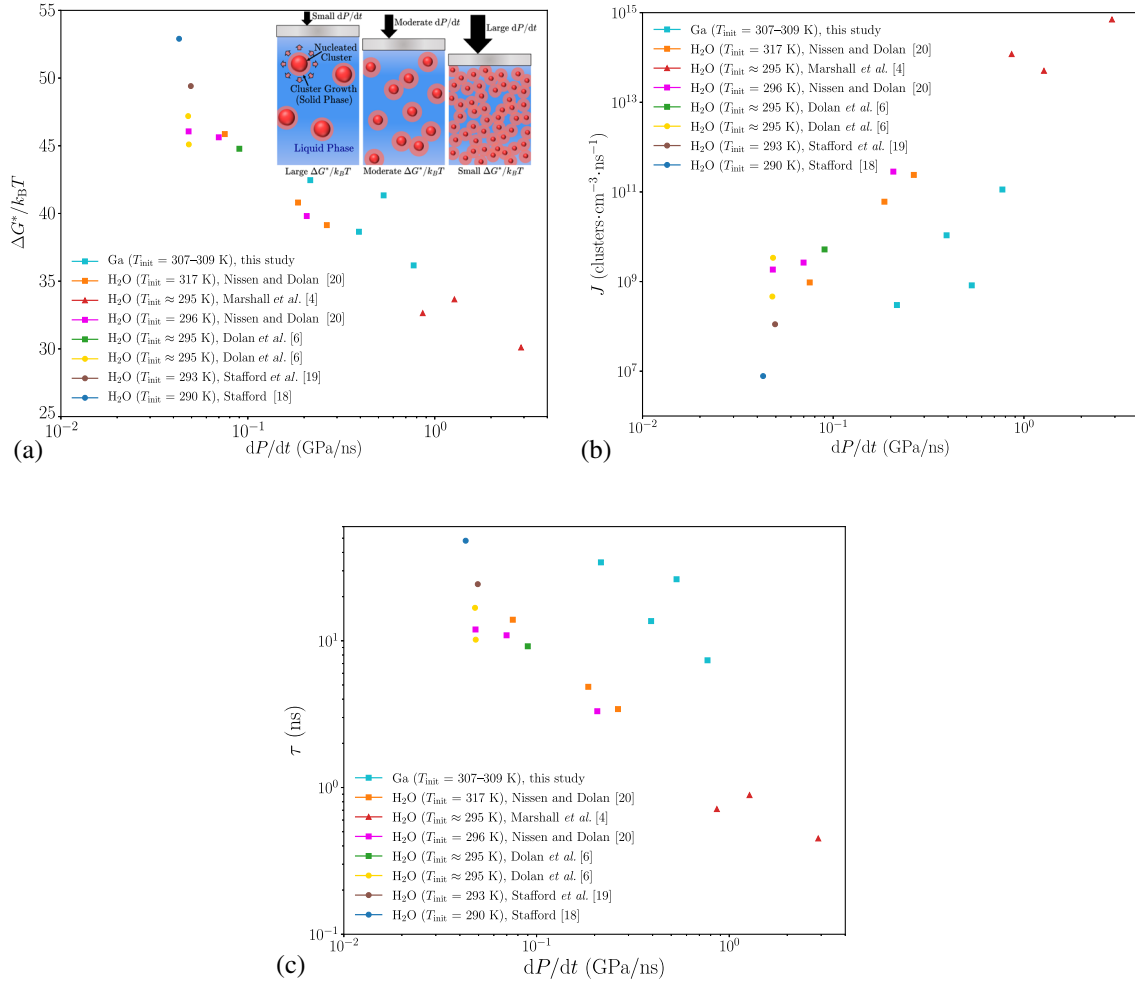 Small dP/dt
Moderate dP/dt
Large dP/dt
Nucleated
Cluster
Cluster Growth
(Solid Phase)
Liquid Phase
Large ΔG*/k_BT
Moderate ΔG*/k_BT
Small ΔG*/k_BT
55
50
45
40
35
30
25
ΔG*/k_BT
Ga (T_init = 307–309 K), this study
H₂O (T_init = 317 K), Nissen and Dolan [20]
H₂O (T_init ≈ 295 K), Marshall et al. [4]
H₂O (T_init = 296 K), Nissen and Dolan [20]
H₂O (T_init ≈ 295 K), Dolan et al. [6]
H₂O (T_init ≈ 295 K), Dolan et al. [6]
H₂O (T_init = 293 K), Stafford et al. [19]
H₂O (T_init = 290 K), Stafford [18]
10⁻² 10⁻¹ 10⁰
dP/dt (GPa/ns)
(a)
10¹⁵
10¹³
10¹¹
10⁹
10⁷
J (clusters·cm⁻³·ns⁻¹)
Ga (T_init = 307–309 K), this study
H₂O (T_init = 317 K), Nissen and Dolan [20]
H₂O (T_init ≈ 295 K), Marshall et al. [4]
H₂O (T_init = 296 K), Nissen and Dolan [20]
H₂O (T_init ≈ 295 K), Dolan et al. [6]
H₂O (T_init ≈ 295 K), Dolan et al. [6]
H₂O (T_init = 293 K), Stafford et al. [19]
H₂O (T_init = 290 K), Stafford [18]
10⁻² 10⁻¹ 10⁰
dP/dt (GPa/ns)
(b)
10¹
10⁰
10⁻¹
τ (ns)
Ga (T_init = 307–309 K), this study
H₂O (T_init = 317 K), Nissen and Dolan [20]
H₂O (T_init ≈ 295 K), Marshall et al. [4]
H₂O (T_init = 296 K), Nissen and Dolan [20]
H₂O (T_init ≈ 295 K), Dolan et al. [6]
H₂O (T_init ≈ 295 K), Dolan et al. [6]
H₂O (T_init = 293 K), Stafford et al. [19]
H₂O (T_init = 290 K), Stafford [18]
10⁻² 10⁻¹ 10⁰
dP/dt (GPa/ns)
(c)